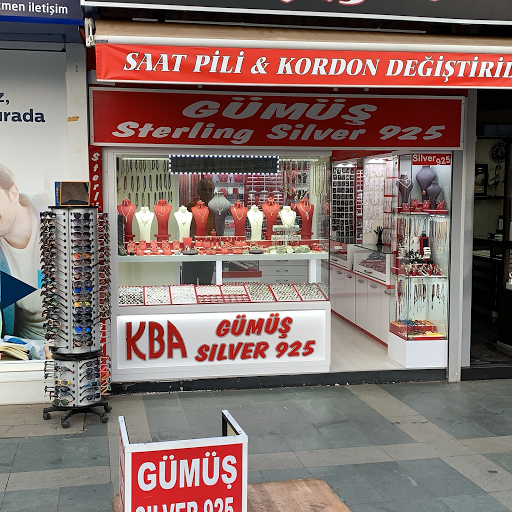 men iletişim
z,
urada
SAAT PİLİ & KORDON DEĞİŞTİRİL
GÜMÜŞ
Sterling Silver 925
Silver 925
KBA
GÜMÜŞ
SILVER 925
GÜMÜŞ
SILVER 925